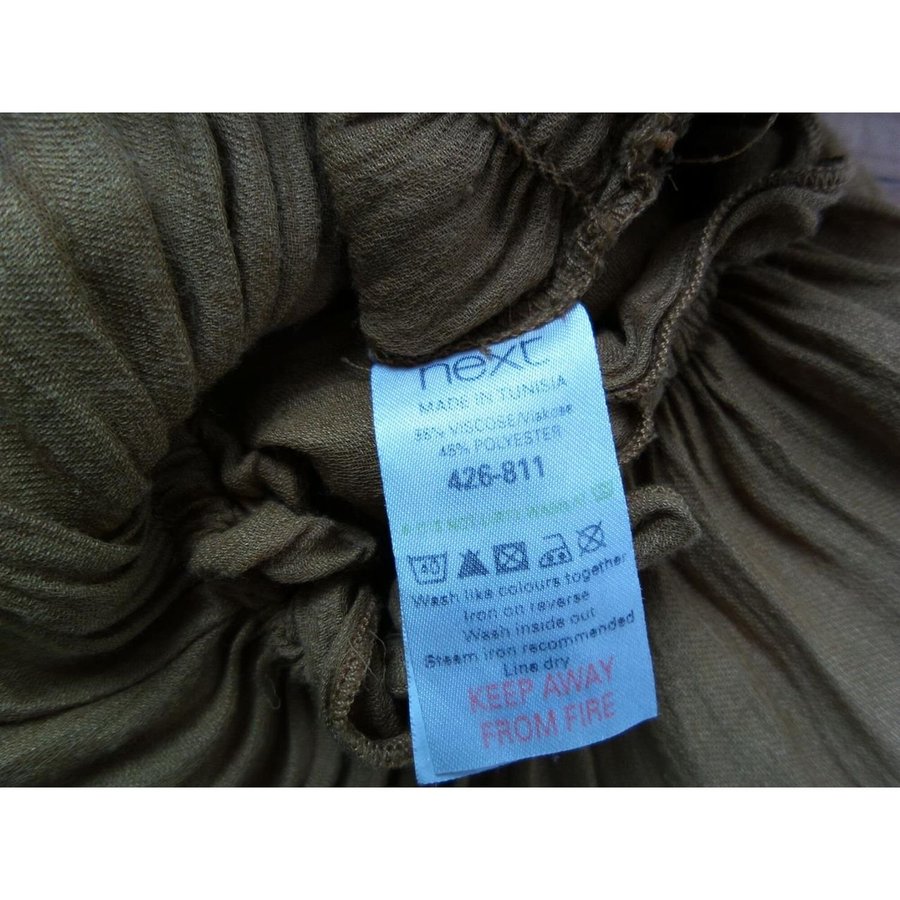 next
MADE IN TUNISIA
55% VISCOSE/Viskose
45% POLYESTER
426-811
40
Wash like colours together
Iron on reverse
Wash inside out
Steam iron recommended
Line dry
KEEP AWAY
FROM FIRE